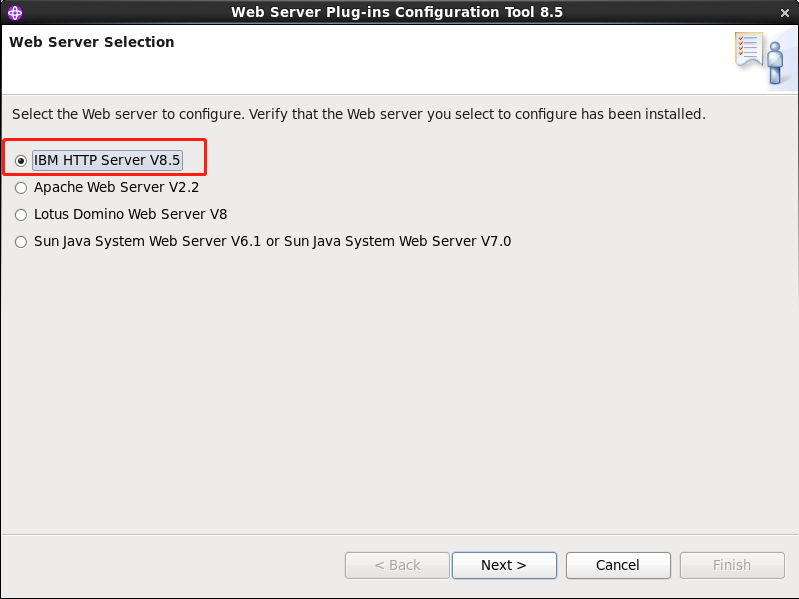 Web Server Plug-ins Configuration Tool 8.5
Web Server Selection
Select the Web server to configure. Verify that the Web server you select to configure has been installed.
IBM HTTP Server V8.5
Apache Web Server V2.2
Lotus Domino Web Server V8
Sun Java System Web Server V6.1 or Sun Java System Web Server V7.0
< Back Next > Cancel Finish